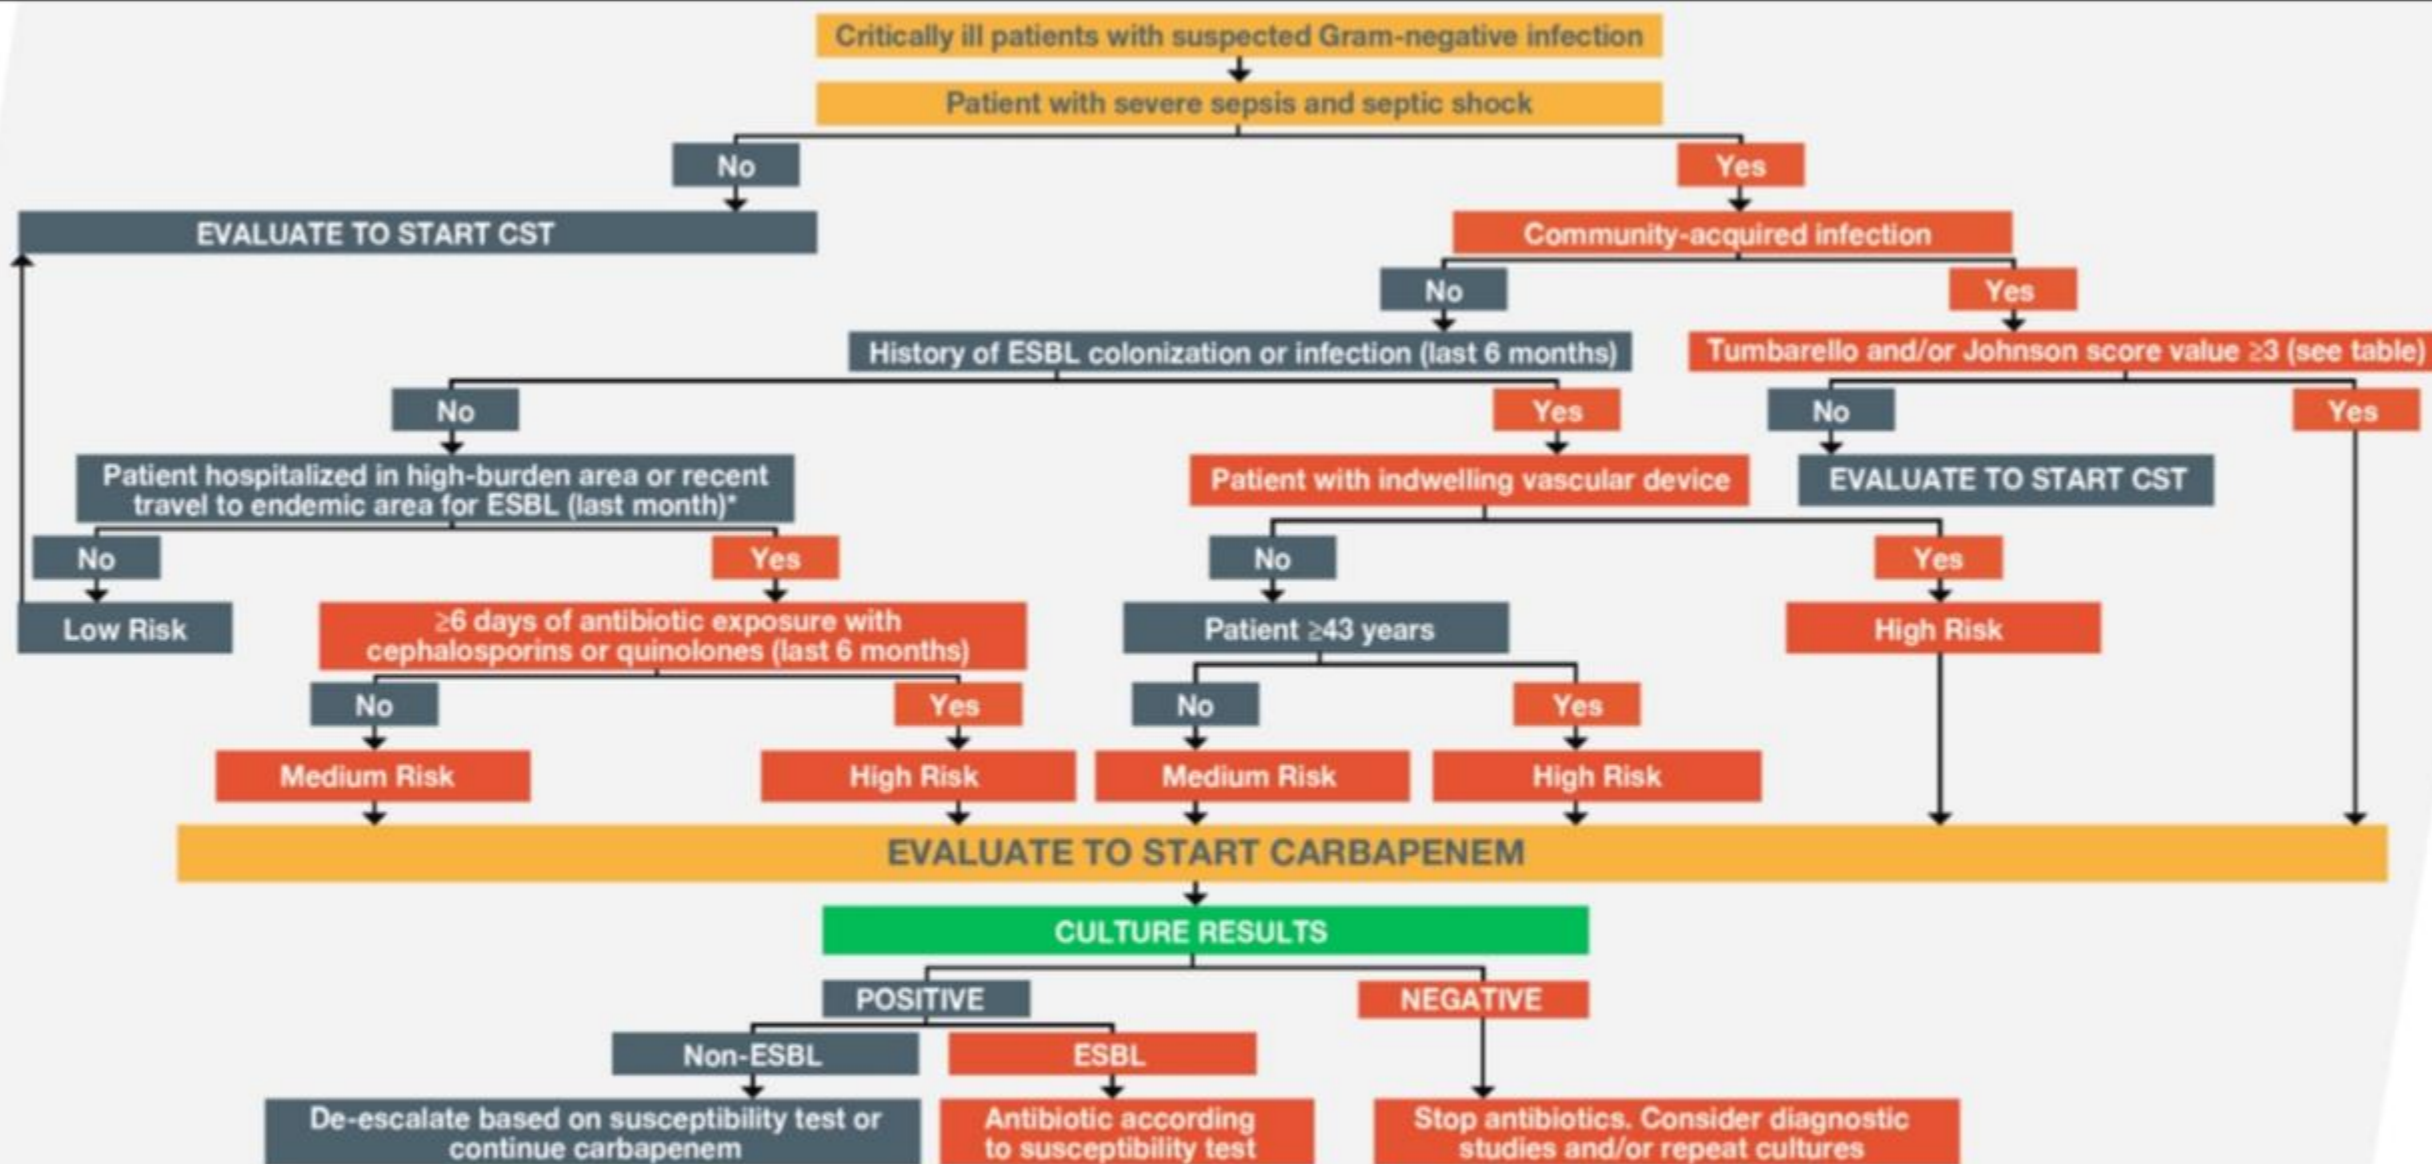 Critically ill patients with suspected Gram-negative infection
Patient with severe sepsis and septic shock
No
Yes
EVALUATE TO START CST
Community-acquired infection
No
Yes
History of ESBL colonization or infection (last 6 months)
Tumbarello and/or Johnson score value ≥3 (see table)
No
Yes
No
Yes
Patient hospitalized in high-burden area or recent
travel to endemic area for ESBL (last month)*
Patient with indwelling vascular device
EVALUATE TO START CST
No
Yes
No
Yes
Low Risk
≥6 days of antibiotic exposure with
cephalosporins or quinolones (last 6 months)
Patient ≥43 years
High Risk
No
Yes
No
Yes
Medium Risk
High Risk
Medium Risk
High Risk
EVALUATE TO START CARBAPENEM
CULTURE RESULTS
POSITIVE
NEGATIVE
Non-ESBL
ESBL
De-escalate based on susceptibility test or
continue carbapenem
Antibiotic according
to susceptibility test
Stop antibiotics. Consider diagnostic
studies and/or repeat cultures